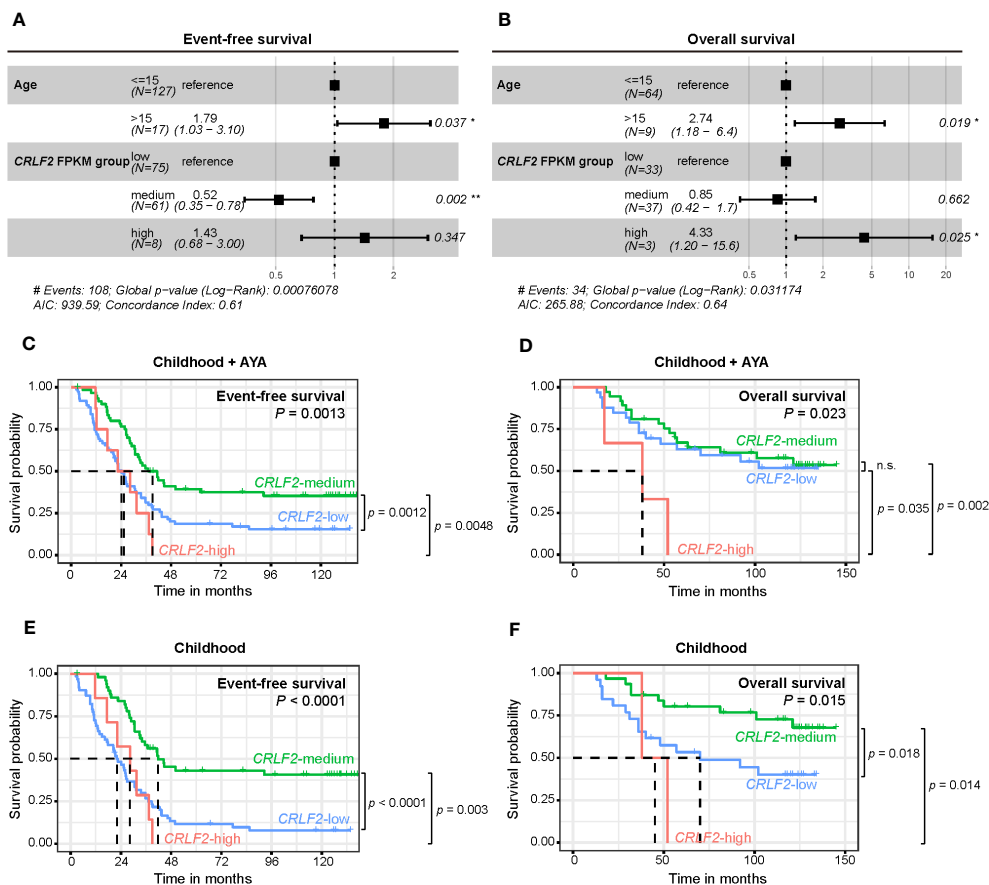 A
Event-free survival
Age
<=15
(N=127)
reference
>15
(N=17)
1.79
(1.03 − 3.10)
0.037 *
CRLF2 FPKM group
low
(N=75)
reference
medium
(N=61)
0.52
(0.35 − 0.78)
0.002 **
high
(N=8)
1.43
(0.68 − 3.00)
0.347
0.5 1 2
# Events: 108; Global p−value (Log−Rank): 0.00076078
AIC: 939.59; Concordance Index: 0.61
B
Overall survival
Age
<=15
(N=64)
reference
>15
(N=9)
2.74
(1.18 − 6.4)
0.019 *
CRLF2 FPKM group
low
(N=33)
reference
medium
(N=37)
0.85
(0.42 − 1.7)
0.662
high
(N=3)
4.33
(1.20 − 15.6)
0.025 *
0.5 1 2 5 10 20
# Events: 34; Global p−value (Log−Rank): 0.031174
AIC: 265.88; Concordance Index: 0.64
C
Childhood + AYA
Event-free survival
P = 0.0013
Survival probability
1.00
0.75
0.50
0.25
0.00
CRLF2-medium
CRLF2-low
CRLF2-high
p = 0.0012
p = 0.0048
0 24 48 72 96 120
Time in months
D
Childhood + AYA
Overall survival
P = 0.023
Survival probability
1.00
0.75
0.50
0.25
0.00
CRLF2-medium
CRLF2-low
CRLF2-high
n.s.
p = 0.035
p = 0.002
0 50 100 150
Time in months
E
Childhood
Event-free survival
P < 0.0001
Survival probability
1.00
0.75
0.50
0.25
0.00
CRLF2-medium
CRLF2-low
CRLF2-high
p < 0.0001
p = 0.003
0 24 48 72 96 120
Time in months
F
Childhood
Overall survival
P = 0.015
Survival probability
1.00
0.75
0.50
0.25
0.00
CRLF2-medium
CRLF2-low
CRLF2-high
p = 0.018
p = 0.014
0 50 100 150
Time in months